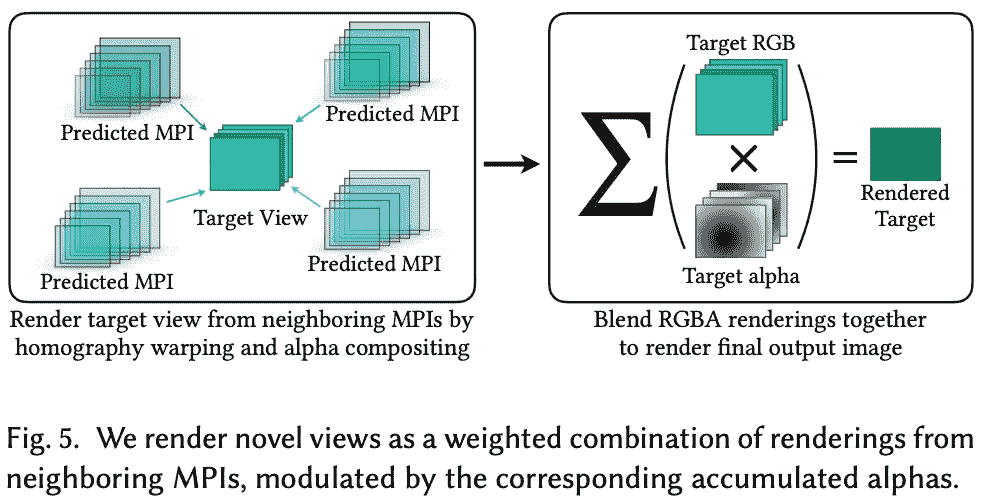 Predicted MPI
Predicted MPI
Target View
Predicted MPI
Predicted MPI
Render target view from neighboring MPIs by
homography warping and alpha compositing
Target RGB
∑ ( × ) =
Rendered
Target
Target alpha
Blend RGBA renderings together
to render final output image
Fig. 5. We render novel views as a weighted combination of renderings from
neighboring MPIs, modulated by the corresponding accumulated alphas.